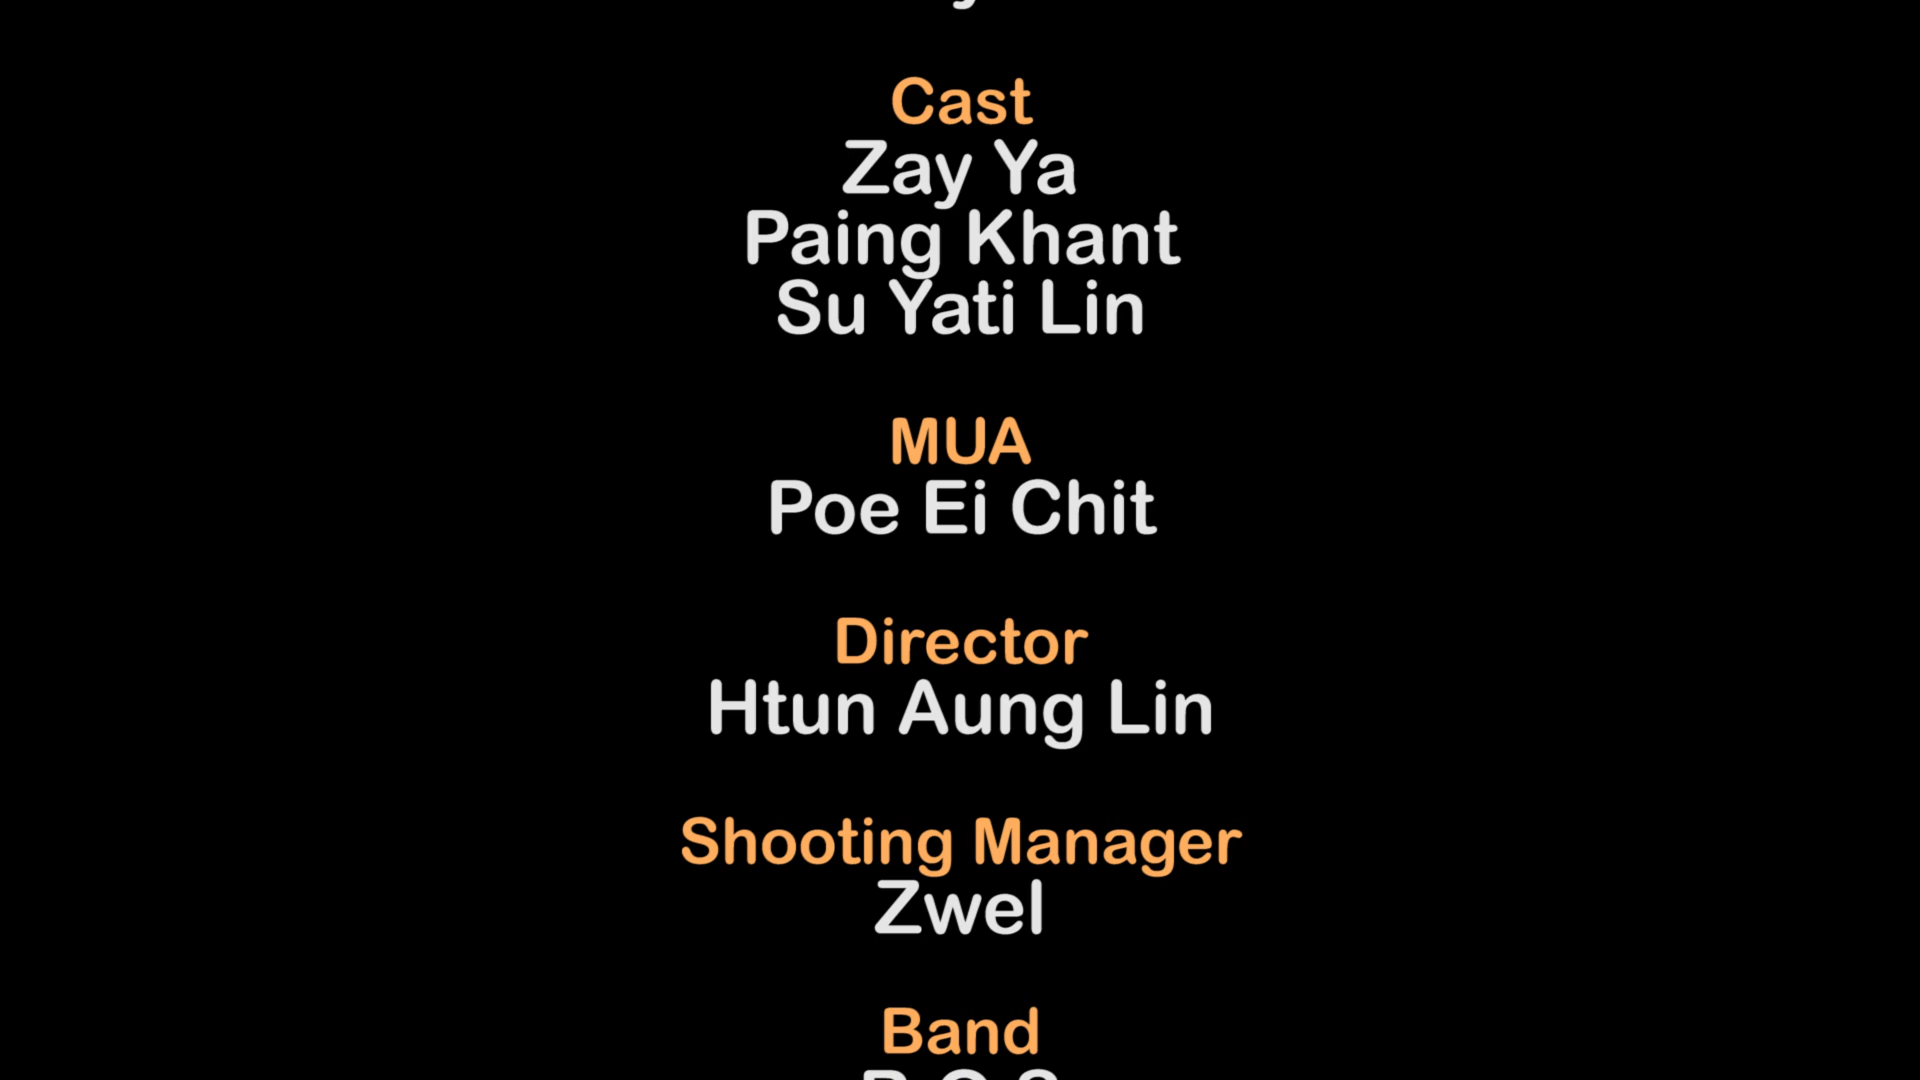 Cast
Zay Ya
Paing Khant
Su Yati Lin
MUA
Poe Ei Chit
Director
Htun Aung Lin
Shooting Manager
Zwel
Band